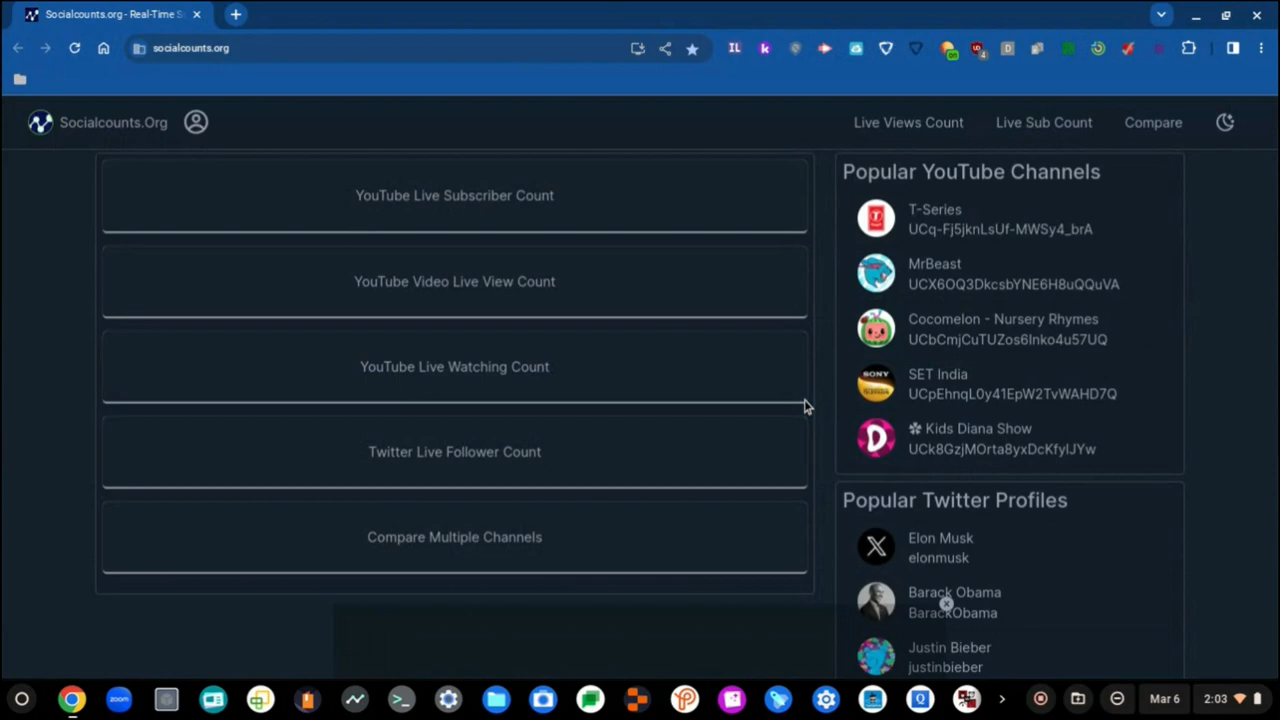 Socialcounts.org - Real-Time S
socialcounts.org
Socialcounts.Org
Live Views Count
Live Sub Count
Compare
YouTube Live Subscriber Count
YouTube Video Live View Count
YouTube Live Watching Count
Twitter Live Follower Count
Compare Multiple Channels
Popular YouTube Channels
T-Series
UCq-Fj5jknLsUf-MWSy4_brA
MrBeast
UCX6OQ3DkcsbYNE6H8uQQuVA
Cocomelon - Nursery Rhymes
UCbCmjCuTUZos6Inko4u57UQ
SET India
UCpEhnqL0y41EpW2TvWAHD7Q
✿ Kids Diana Show
UCk8GzjMOrta8yxDcKfylJYw
Popular Twitter Profiles
Elon Musk
elonmusk
Barack Obama
BarackObama
Justin Bieber
justinbieber
zoom
Mar 6
2:03